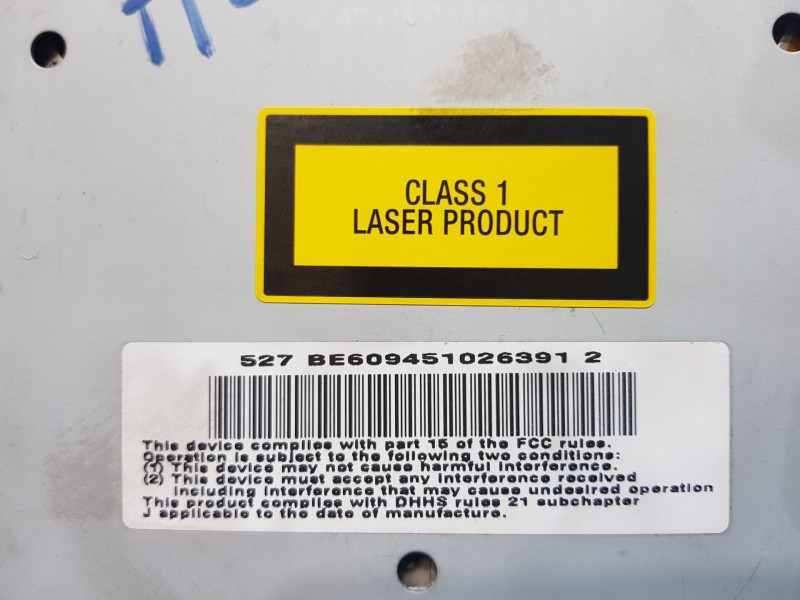 CLASS 1
LASER PRODUCT
527 BE609451026391 2
This device complies with part 15 of the FCC rules.
Operation is subject to the following two conditions:
(1) This device may not cause harmful interference.
(2) This device must accept any interference received
including interference that may cause undesired operation
This product complies with DHHS rules 21 subchapter
J applicable to the date of manufacture.